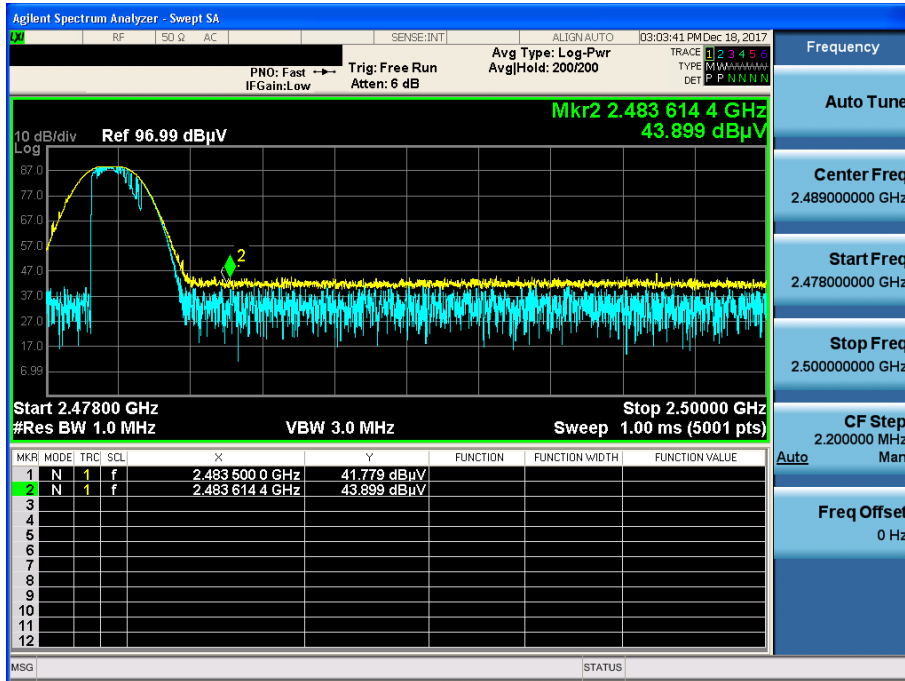 Agilent Spectrum Analyzer - Swept SA
LXI RF 50 Ω AC SENSE:INT ALIGN AUTO 03:03:41 PM Dec 18, 2017
PNO: Fast
IFGain:Low
Trig: Free Run
Atten: 6 dB
Avg Type: Log-Pwr
Avg|Hold: 200/200
TRACE 1 2 3 4 5 6
TYPE M W W W W W
DET P P N N N N
Mkr2 2.483 614 4 GHz
43.899 dBµV
10 dB/div Ref 96.99 dBµV
Log
87.0
77.0
67.0
57.0
47.0
37.0
27.0
17.0
6.99
2
Start 2.47800 GHz Stop 2.50000 GHz
#Res BW 1.0 MHz VBW 3.0 MHz Sweep 1.00 ms (5001 pts)
MKR MODE TRC SCL X Y FUNCTION FUNCTION WIDTH FUNCTION VALUE
1 N 1 f 2.483 500 0 GHz 41.779 dBµV
2 N 1 f 2.483 614 4 GHz 43.899 dBµV
3
4
5
6
7
8
9
10
11
12
MSG STATUS
Frequency
Auto Tune
Center Freq
2.489000000 GHz
Start Freq
2.478000000 GHz
Stop Freq
2.500000000 GHz
CF Step
2.200000 MHz
Auto Man
Freq Offset
0 Hz